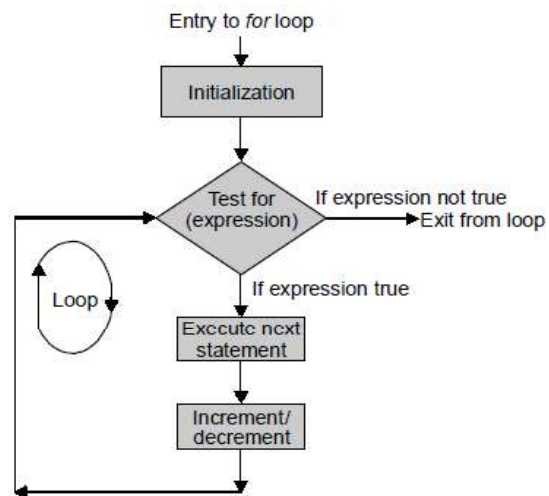 Entry to for loop
Initialization
Test for
(expression)
If expression not true
Exit from loop
Loop
If expression true
Execute next
statement
Increment/
decrement